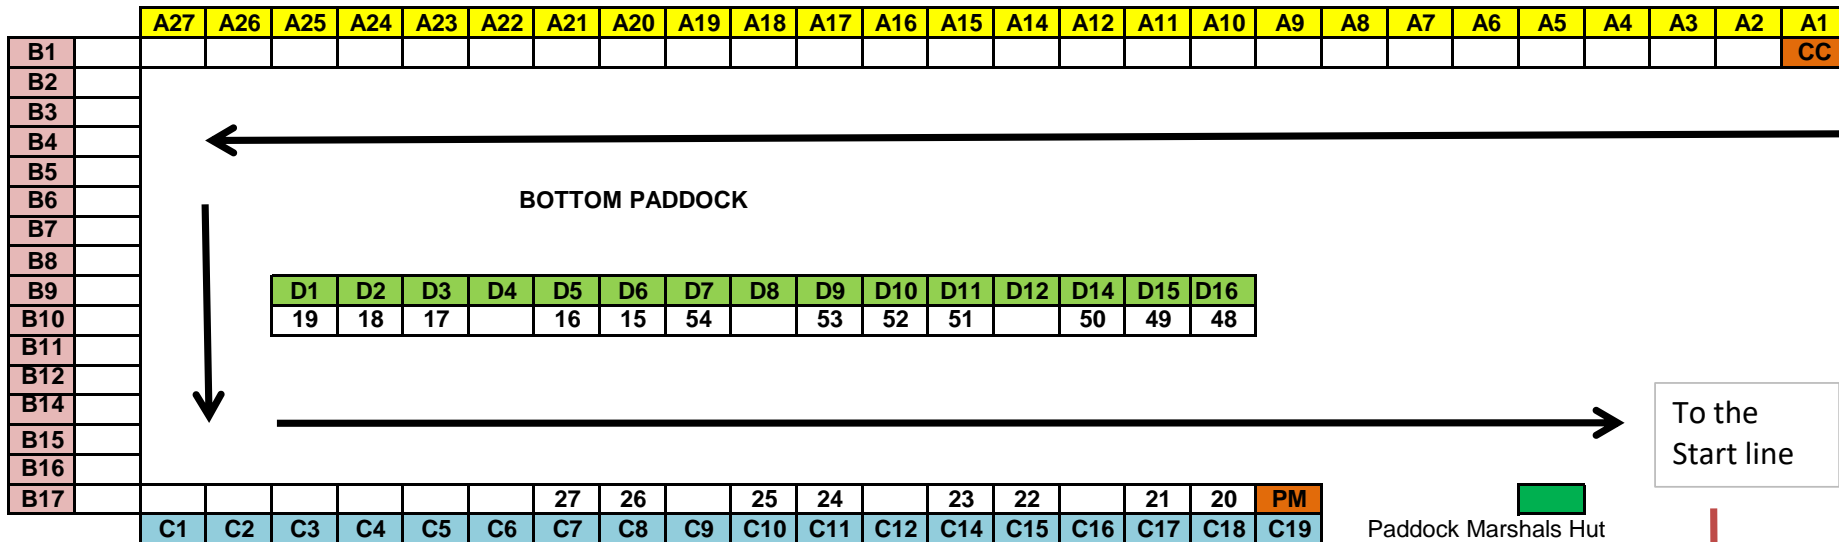 A27 A26 A25 A24 A23 A22 A21 A20 A19 A18 A17 A16 A15 A14 A12 A11 A10 A9 A8 A7 A6 A5 A4 A3 A2 A1
B1 CC
B2
B3
B4
B5
B6 BOTTOM PADDOCK
B7
B8
B9 D1 D2 D3 D4 D5 D6 D7 D8 D9 D10 D11 D12 D14 D15 D16
B10 19 18 17 16 15 54 53 52 51 50 49 48
B11
B12
B14 To the
B15 Start line
B16
B17 27 26 25 24 23 22 21 20 PM
C1 C2 C3 C4 C5 C6 C7 C8 C9 C10 C11 C12 C14 C15 C16 C17 C18 C19 Paddock Marshals Hut